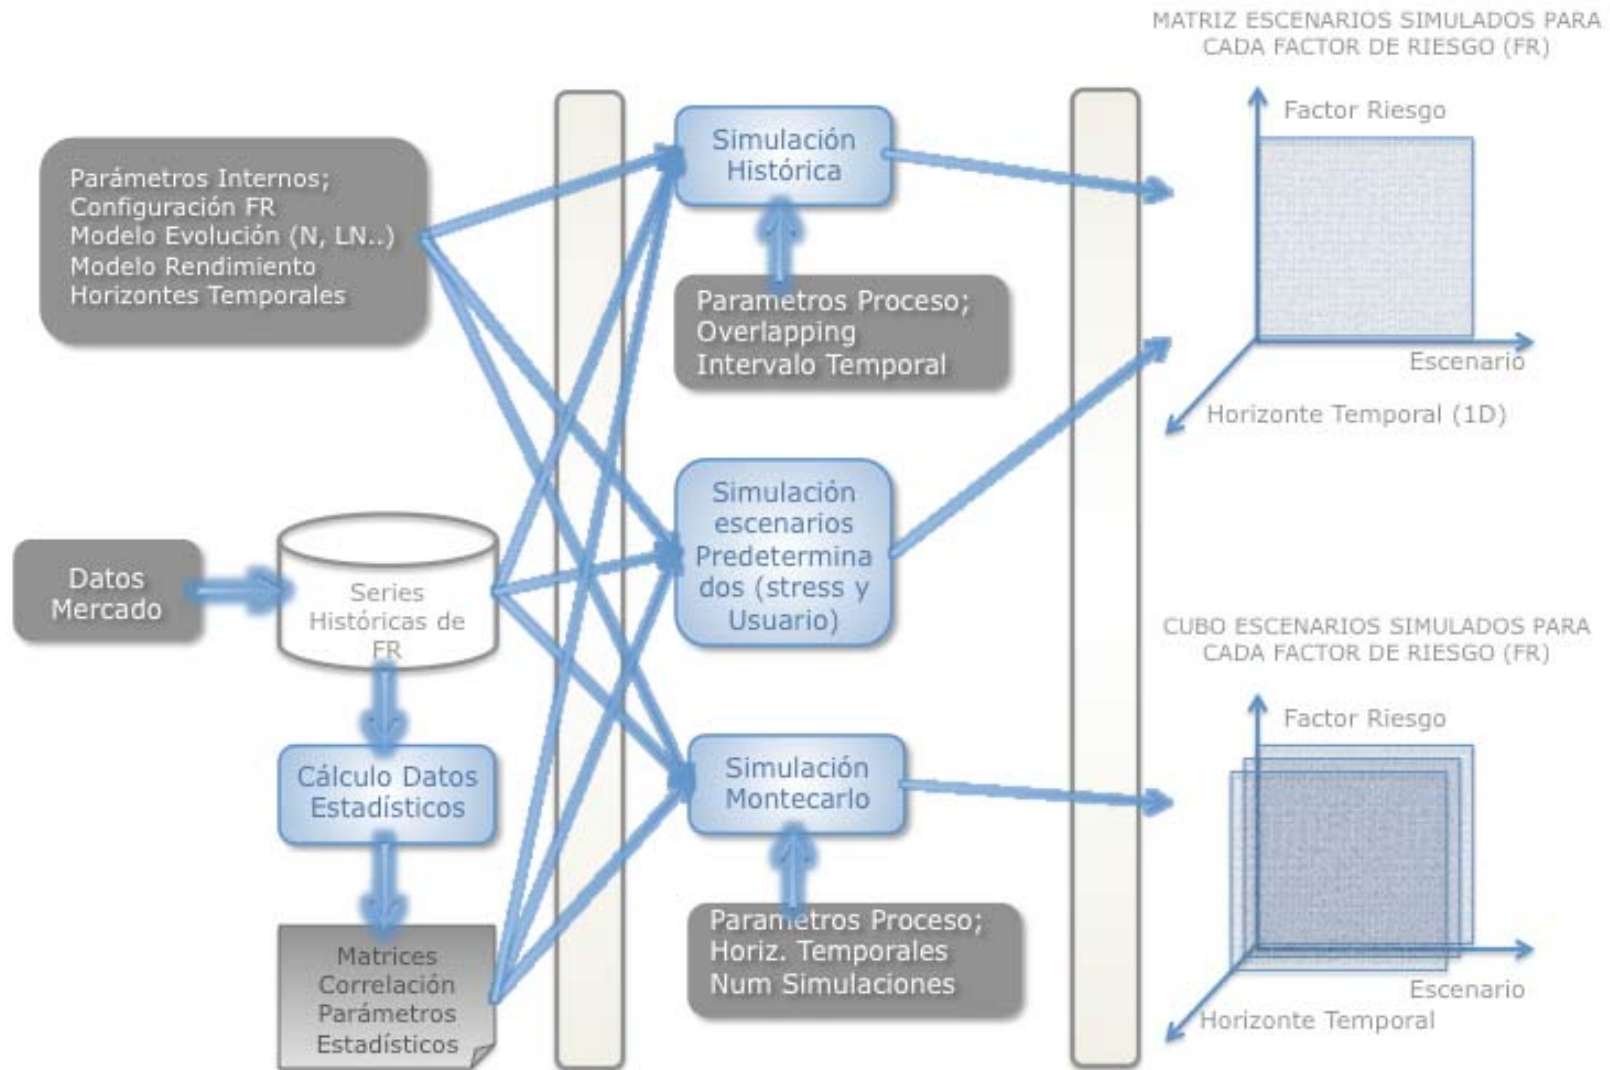 MATRIZ ESCENARIOS SIMULADOS PARA
CADA FACTOR DE RIESGO (FR)
Factor Riesgo
Escenario
Horizonte Temporal (1D)
Parámetros Internos;
Configuración FR
Modelo Evolución (N, LN..)
Modelo Rendimiento
Horizontes Temporales
Simulación
Histórica
Parametros Proceso;
Overlapping
Intervalo Temporal
Datos
Mercado
Series
Históricas de
FR
Simulación
escenarios
Predetermina
dos (stress y
Usuario)
Cálculo Datos
Estadísticos
Matrices
Correlación
Parámetros
Estadísticos
Simulación
Montecarlo
Parametros Proceso;
Horiz. Temporales
Num Simulaciones
CUBO ESCENARIOS SIMULADOS PARA
CADA FACTOR DE RIESGO (FR)
Factor Riesgo
Escenario
Horizonte Temporal